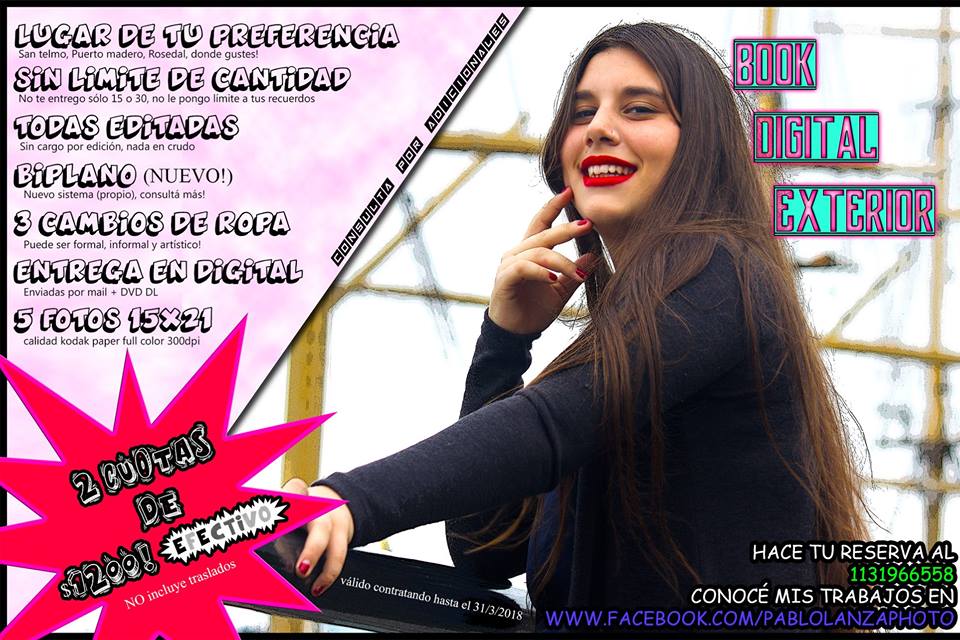 LUGAR DE TU PREFERENCIA
San telmo, Puerto madero, Rosedal, donde gustes!
SIN LIMITE DE CANTIDAD
No te entrego sólo 15 o 30, no le pongo límite a tus recuerdos
TODAS EDITADAS
Sin cargo por edición, nada en crudo
BIPLANO (NUEVO!)
Nuevo sistema (propio), consultá más!
3 CAMBIOS DE ROPA
Puede ser formal, informal y artístico!
ENTREGA EN DIGITAL
Enviadas por mail + DVD DL
5 FOTOS 15X21
calidad kodak paper full color 300dpi
CONSULTA POR ADICIONALES
BOOK
DIGITAL
EXTERIOR
2 CUOTAS
DE
$1200!
EFECTIVO
NO incluye traslados
válido contratando hasta el 31/3/2018
HACE TU RESERVA AL
1131966558
CONOCÉ MIS TRABAJOS EN
WWW.FACEBOOK.COM/PABLOLANZAPHOTO